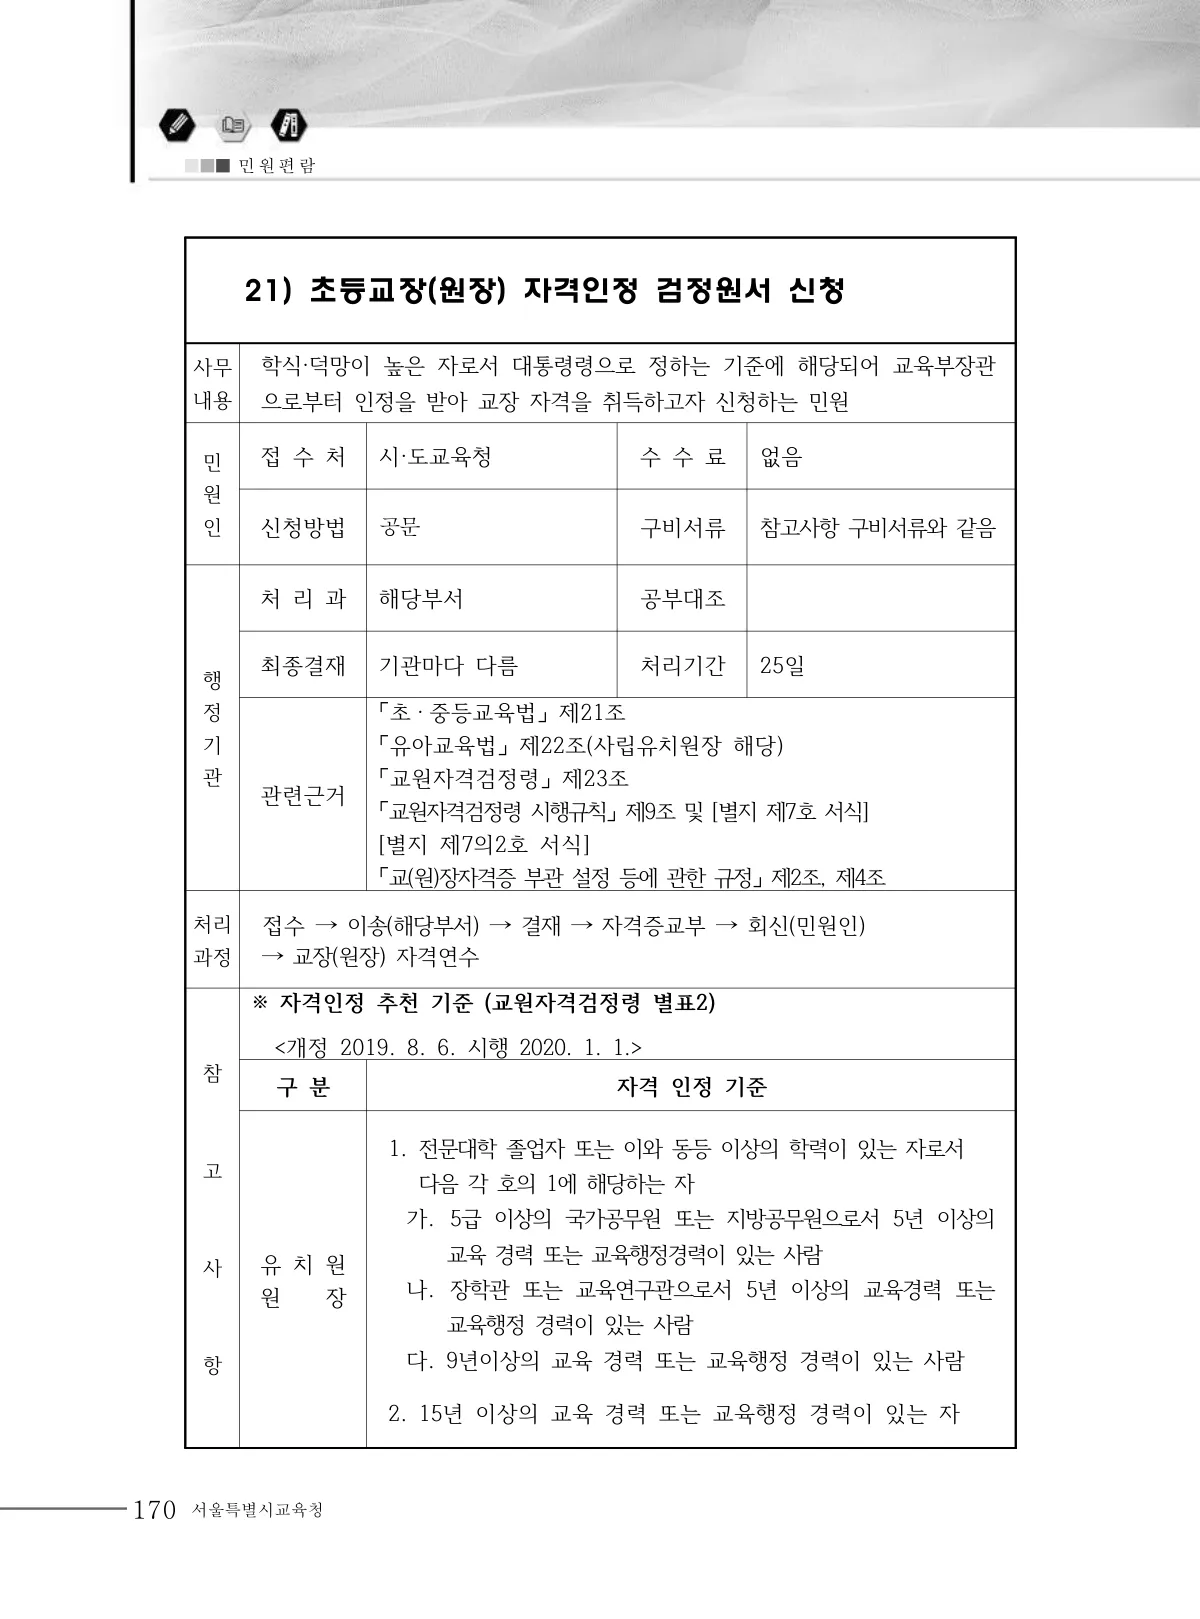 민원편람
21) 초등교장(원장) 자격인정 검정원서 신청
사무
내용
학식·덕망이 높은 자로서 대통령령으로 정하는 기준에 해당되어 교육부장관
으로부터 인정을 받아 교장 자격을 취득하고자 신청하는 민원
민
원
인
접 수 처
시·도교육청
수 수 료
없음
신청방법
공문
구비서류
참고사항 구비서류와 같음
행
정
기
관
처 리 과
해당부서
공부대조
최종결재
기관마다 다름
처리기간
25일
관련근거
「초 · 중등교육법」 제21조
「유아교육법」 제22조(사립유치원장 해당)
「교원자격검정령」 제23조
「교원자격검정령 시행규칙」 제9조 및 [별지 제7호 서식]
[별지 제7의2호 서식]
「교(원)장자격증 부관 설정 등에 관한 규정」 제2조, 제4조
처리
과정
접수 → 이송(해당부서) → 결재 → 자격증교부 → 회신(민원인)
→ 교장(원장) 자격연수
참
고
사
항
※ 자격인정 추천 기준 (교원자격검정령 별표2)
<개정 2019. 8. 6. 시행 2020. 1. 1.>
구 분
자격 인정 기준
유 치 원
원 장
1. 전문대학 졸업자 또는 이와 동등 이상의 학력이 있는 자로서
다음 각 호의 1에 해당하는 자
가. 5급 이상의 국가공무원 또는 지방공무원으로서 5년 이상의
교육 경력 또는 교육행정경력이 있는 사람
나. 장학관 또는 교육연구관으로서 5년 이상의 교육경력 또는
교육행정 경력이 있는 사람
다. 9년이상의 교육 경력 또는 교육행정 경력이 있는 사람
2. 15년 이상의 교육 경력 또는 교육행정 경력이 있는 자
170 서울특별시교육청